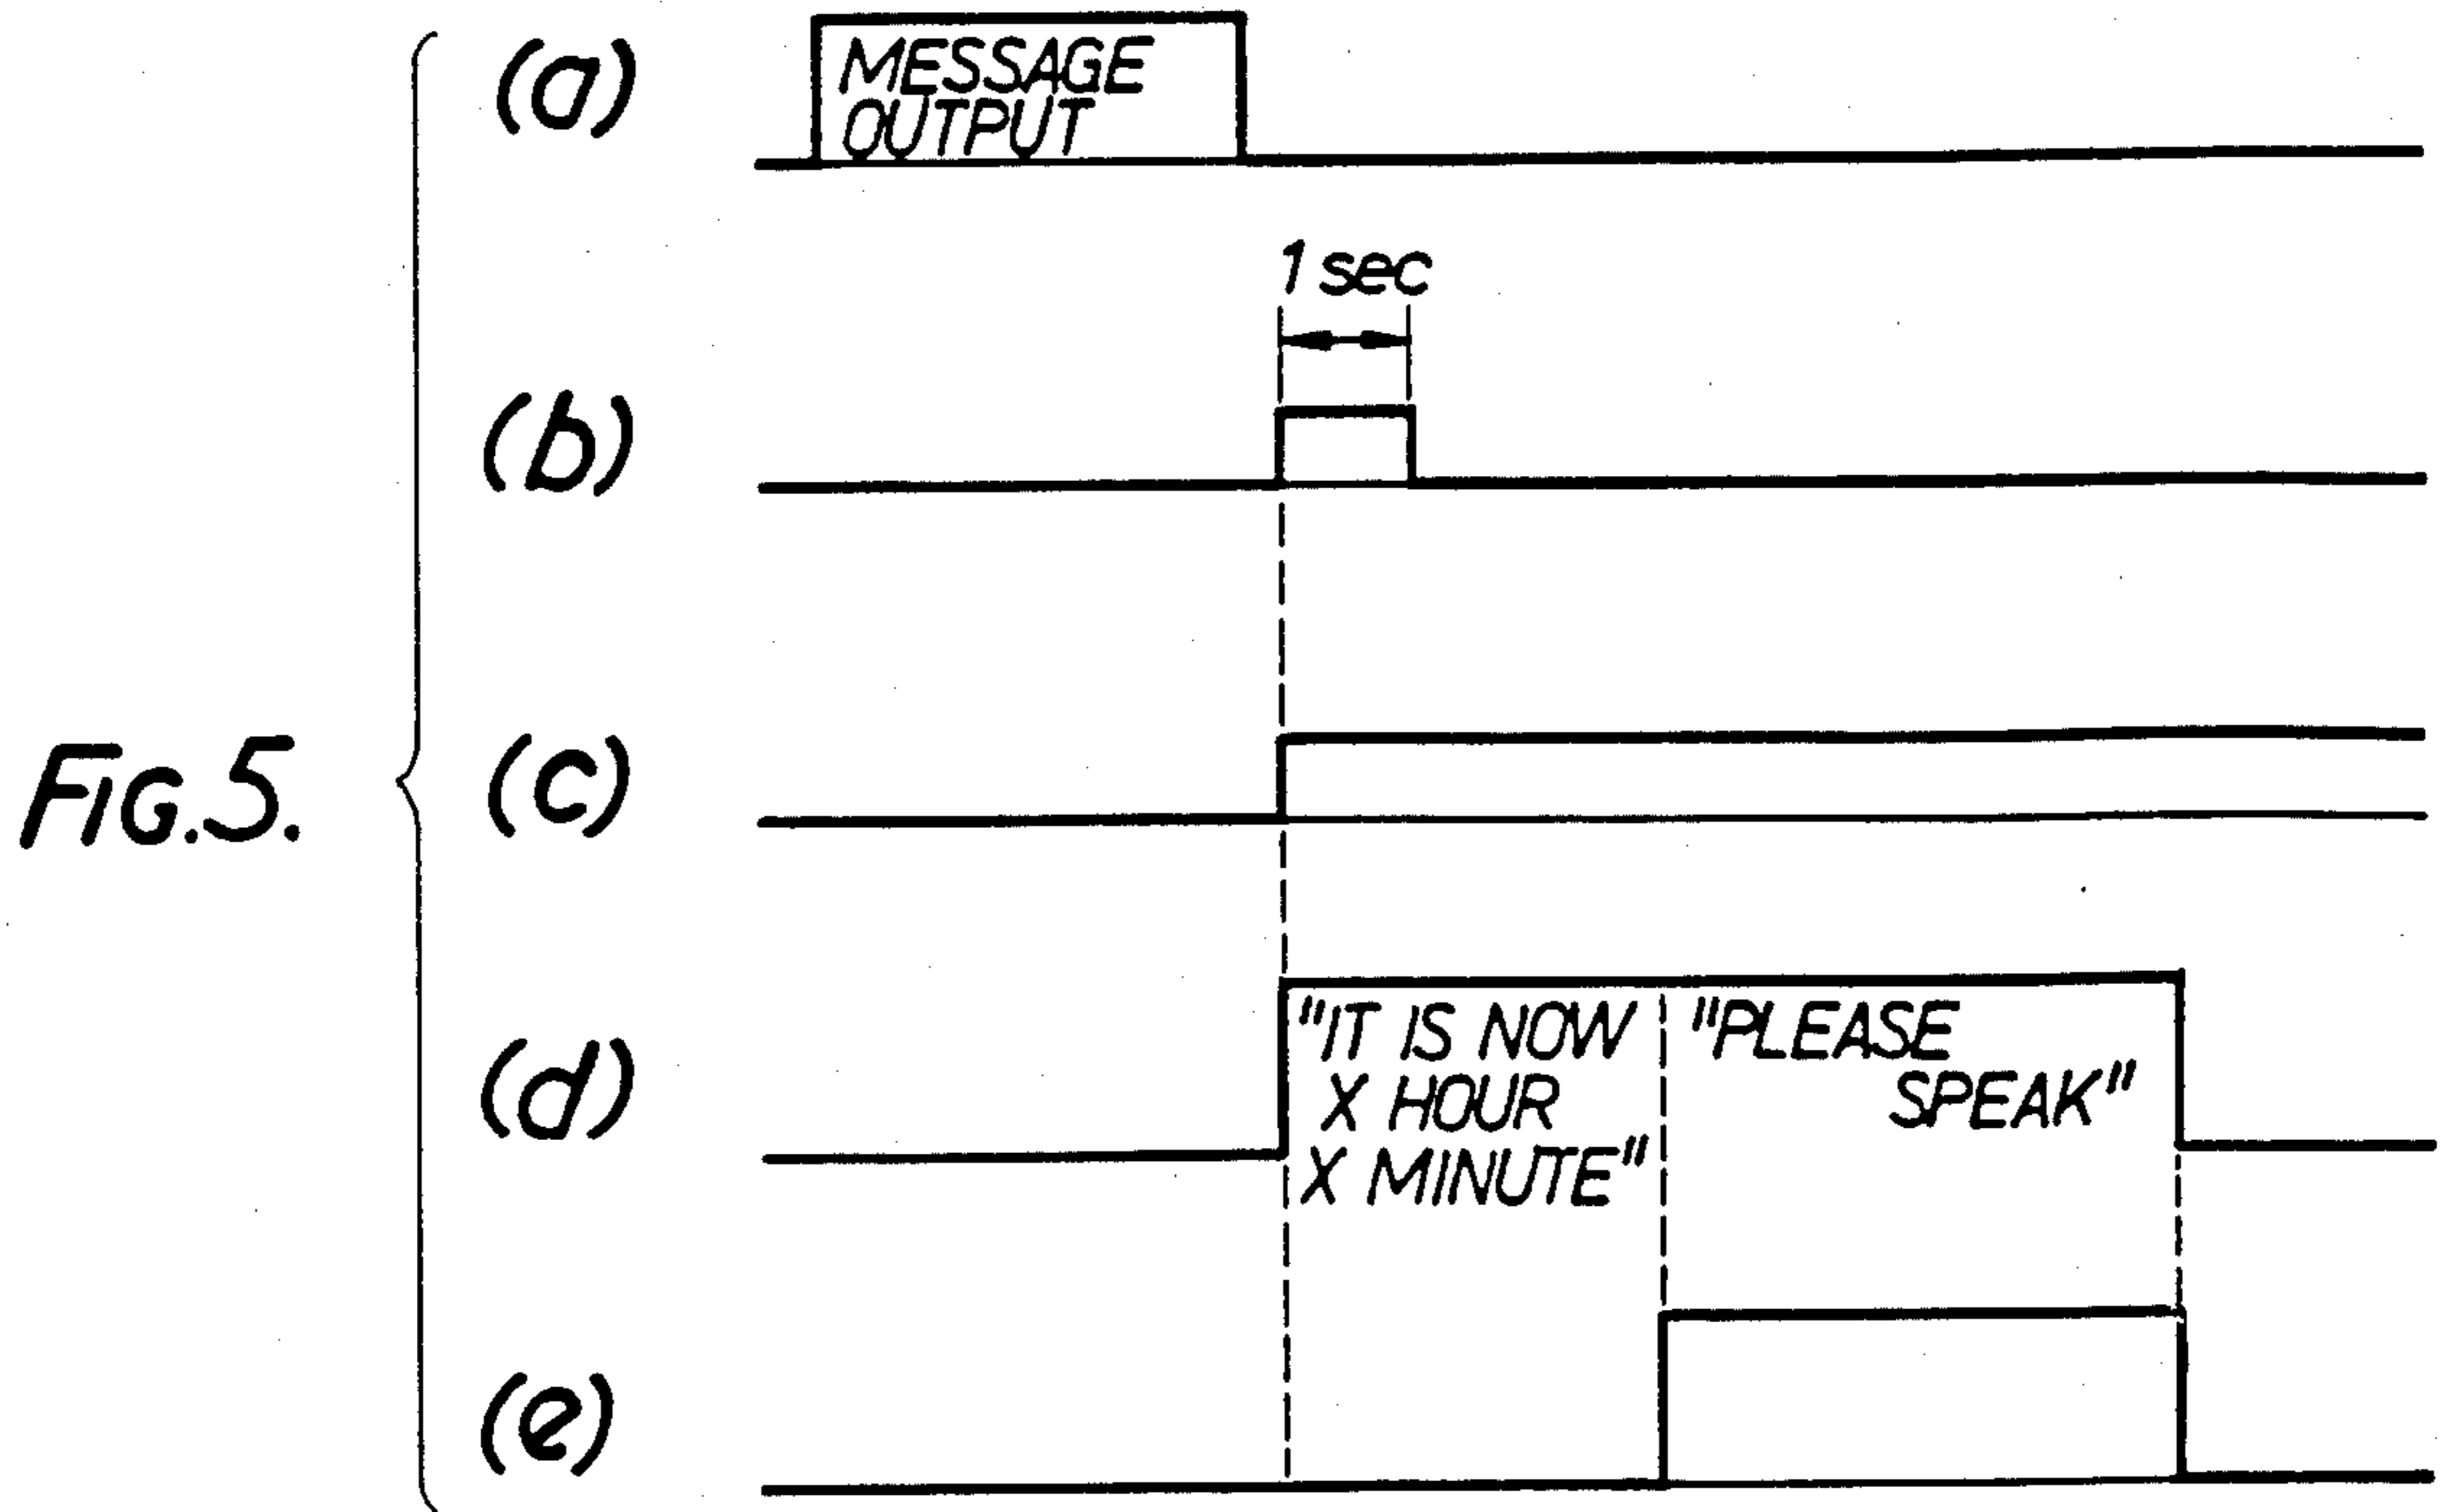 (a)
MESSAGE
OUTPUT
1 sec
(b)
FIG.5.
(c)
(d)
"IT IS NOW
X HOUR
X MINUTE"
"PLEASE
SPEAK"
(e)